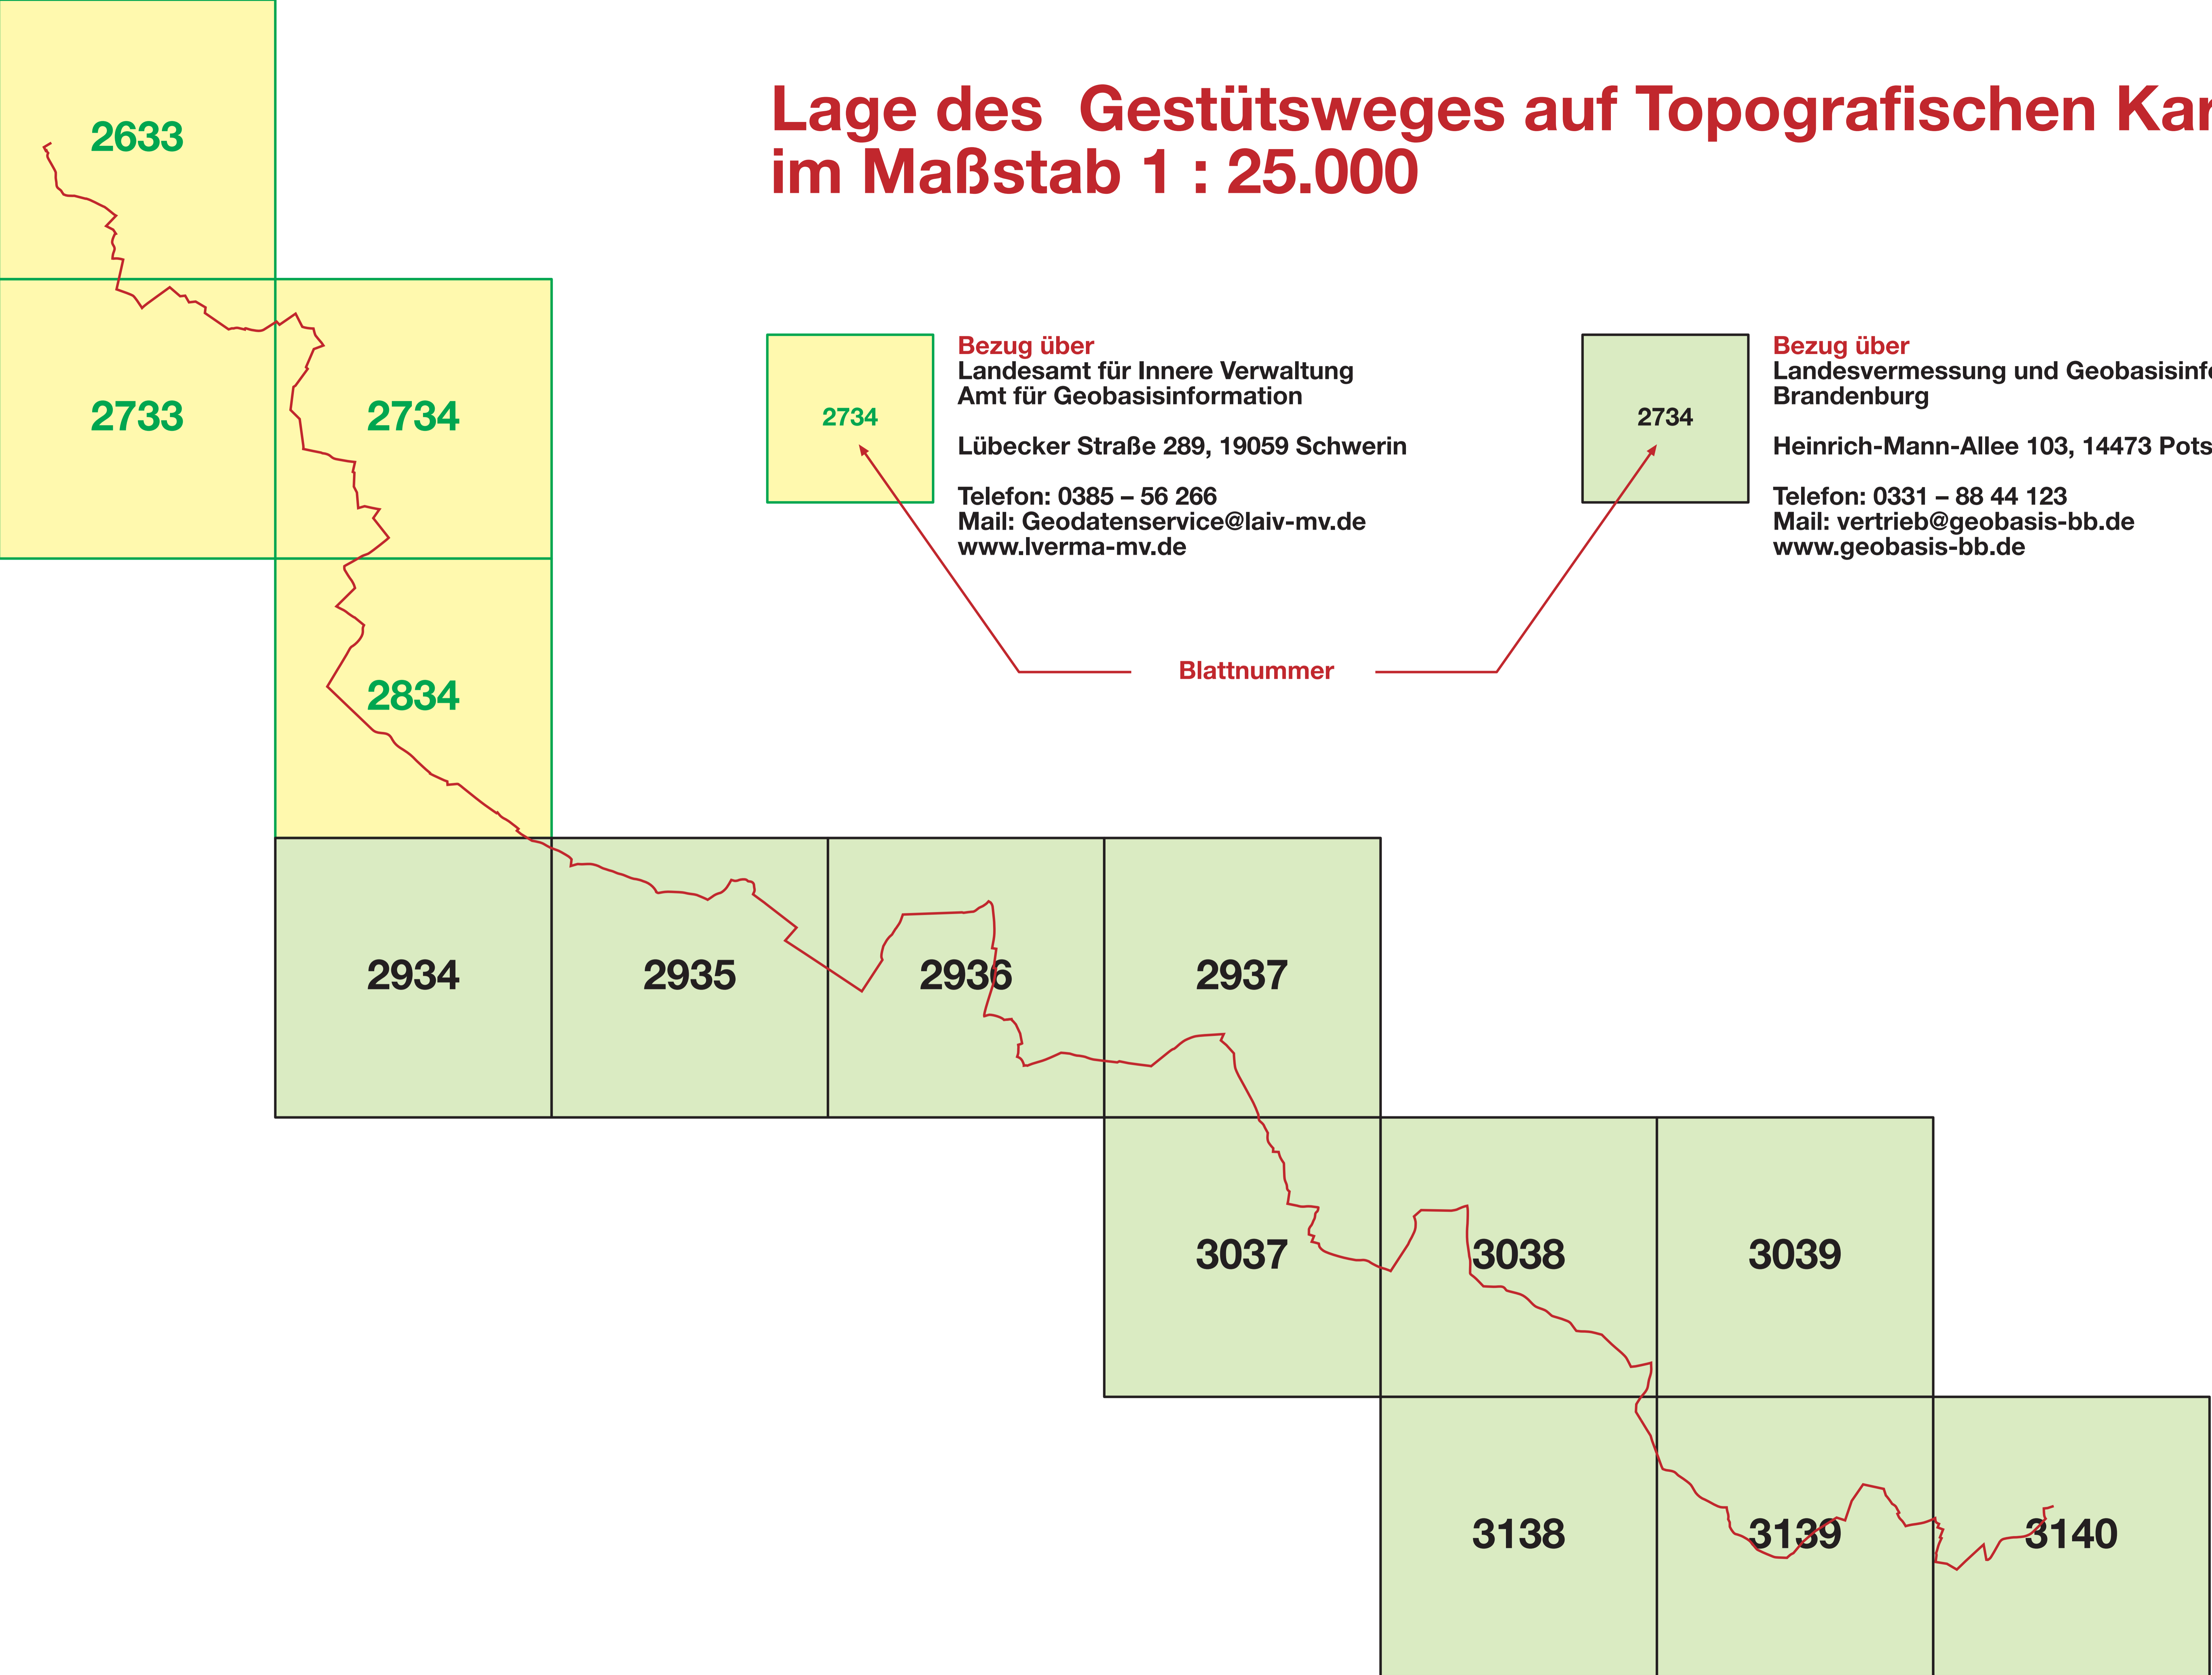 Lage des Gestütsweges auf Topografischen Kar
im Maßstab 1 : 25.000
2633
2733
2734
2834
2734
Bezug über
Landesamt für Innere Verwaltung
Amt für Geobasisinformation
Lübecker Straße 289, 19059 Schwerin
Telefon: 0385 – 56 266
Mail: Geodatenservice@laiv-mv.de
www.lverma-mv.de
2734
Bezug über
Landesvermessung und Geobasisinfo
Brandenburg
Heinrich-Mann-Allee 103, 14473 Pots
Telefon: 0331 – 88 44 123
Mail: vertrieb@geobasis-bb.de
www.geobasis-bb.de
Blattnummer
2934
2935
2936
2937
3037
3038
3039
3138
3139
3140